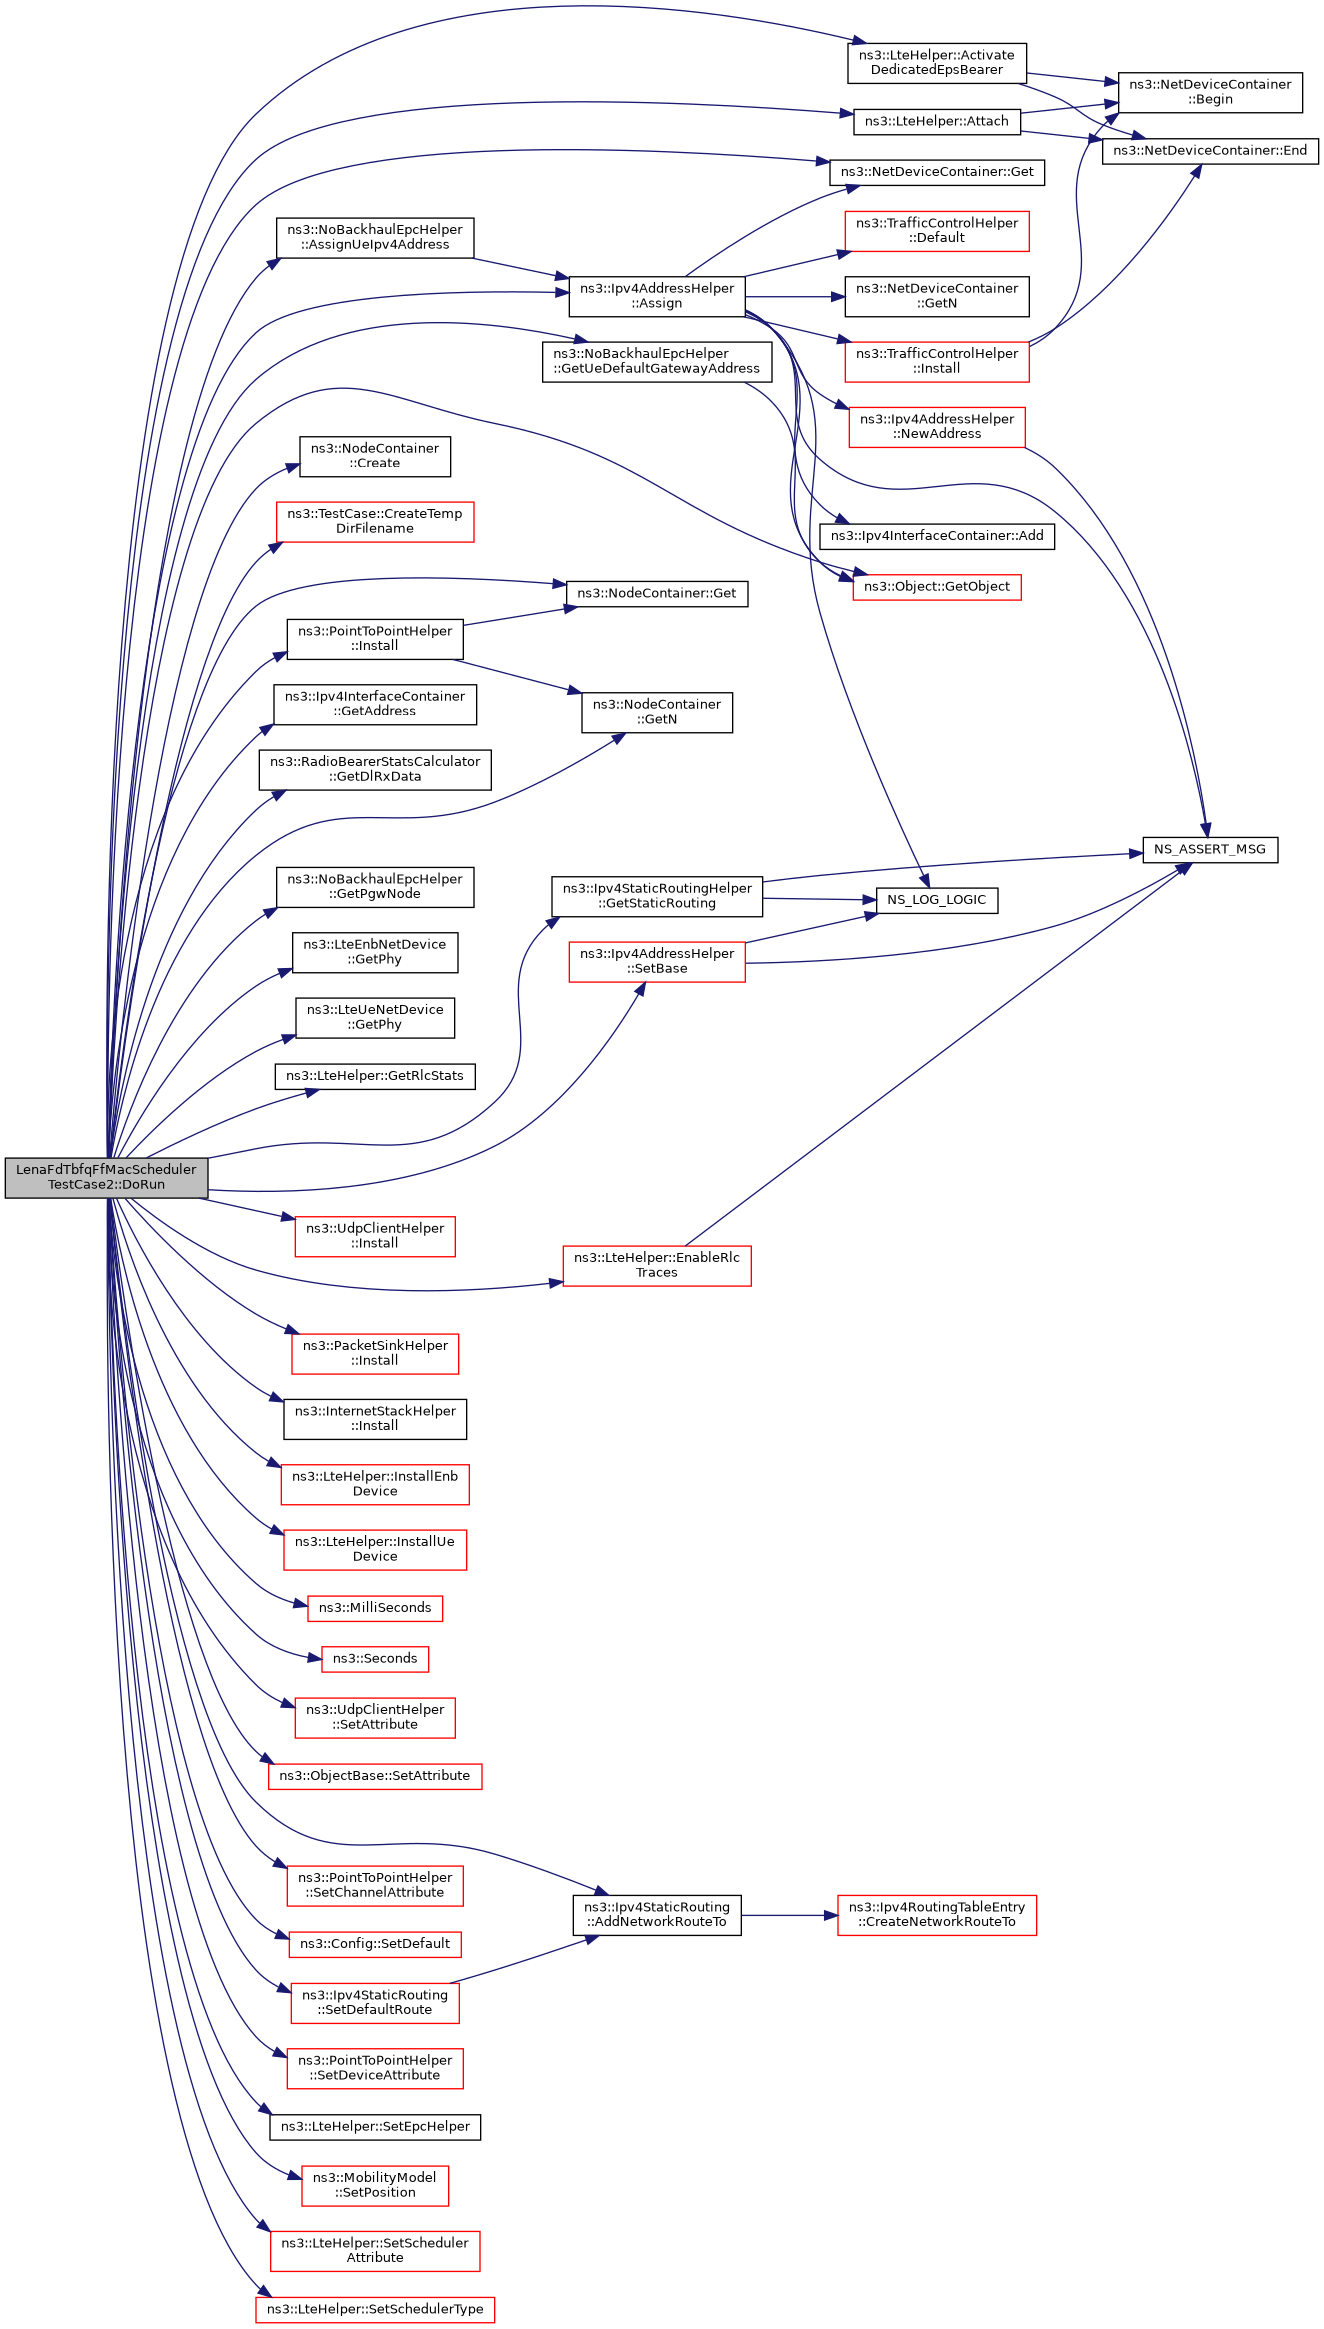 ns3::LteHelper::Activate
DedicatedEpsBearer
ns3::NetDeviceContainer
::Begin
ns3::LteHelper::Attach
ns3::NetDeviceContainer::End
ns3::NetDeviceContainer::Get
ns3::NoBackhaulEpcHelper
::AssignUeIpv4Address
ns3::TrafficControlHelper
::Default
ns3::Ipv4AddressHelper
::Assign
ns3::NetDeviceContainer
::GetN
ns3::NoBackhaulEpcHelper
::GetUeDefaultGatewayAddress
ns3::TrafficControlHelper
::Install
ns3::Ipv4AddressHelper
::NewAddress
ns3::NodeContainer
::Create
ns3::TestCase::CreateTemp
DirFilename
ns3::Ipv4InterfaceContainer::Add
ns3::Object::GetObject
ns3::NodeContainer::Get
ns3::PointToPointHelper
::Install
ns3::Ipv4InterfaceContainer
::GetAddress
ns3::NodeContainer
::GetN
ns3::RadioBearerStatsCalculator
::GetDlRxData
NS_ASSERT_MSG
ns3::NoBackhaulEpcHelper
::GetPgwNode
ns3::Ipv4StaticRoutingHelper
::GetStaticRouting
NS_LOG_LOGIC
ns3::LteEnbNetDevice
::GetPhy
ns3::Ipv4AddressHelper
::SetBase
ns3::LteUeNetDevice
::GetPhy
ns3::LteHelper::GetRlcStats
LenaFdTbfqFfMacScheduler
TestCase2::DoRun
ns3::UdpClientHelper
::Install
ns3::LteHelper::EnableRlc
Traces
ns3::PacketSinkHelper
::Install
ns3::InternetStackHelper
::Install
ns3::LteHelper::InstallEnb
Device
ns3::LteHelper::InstallUe
Device
ns3::MilliSeconds
ns3::Seconds
ns3::UdpClientHelper
::SetAttribute
ns3::ObjectBase::SetAttribute
ns3::PointToPointHelper
::SetChannelAttribute
ns3::Ipv4StaticRouting
::AddNetworkRouteTo
ns3::Ipv4RoutingTableEntry
::CreateNetworkRouteTo
ns3::Config::SetDefault
ns3::Ipv4StaticRouting
::SetDefaultRoute
ns3::PointToPointHelper
::SetDeviceAttribute
ns3::LteHelper::SetEpcHelper
ns3::MobilityModel
::SetPosition
ns3::LteHelper::SetScheduler
Attribute
ns3::LteHelper::SetSchedulerType